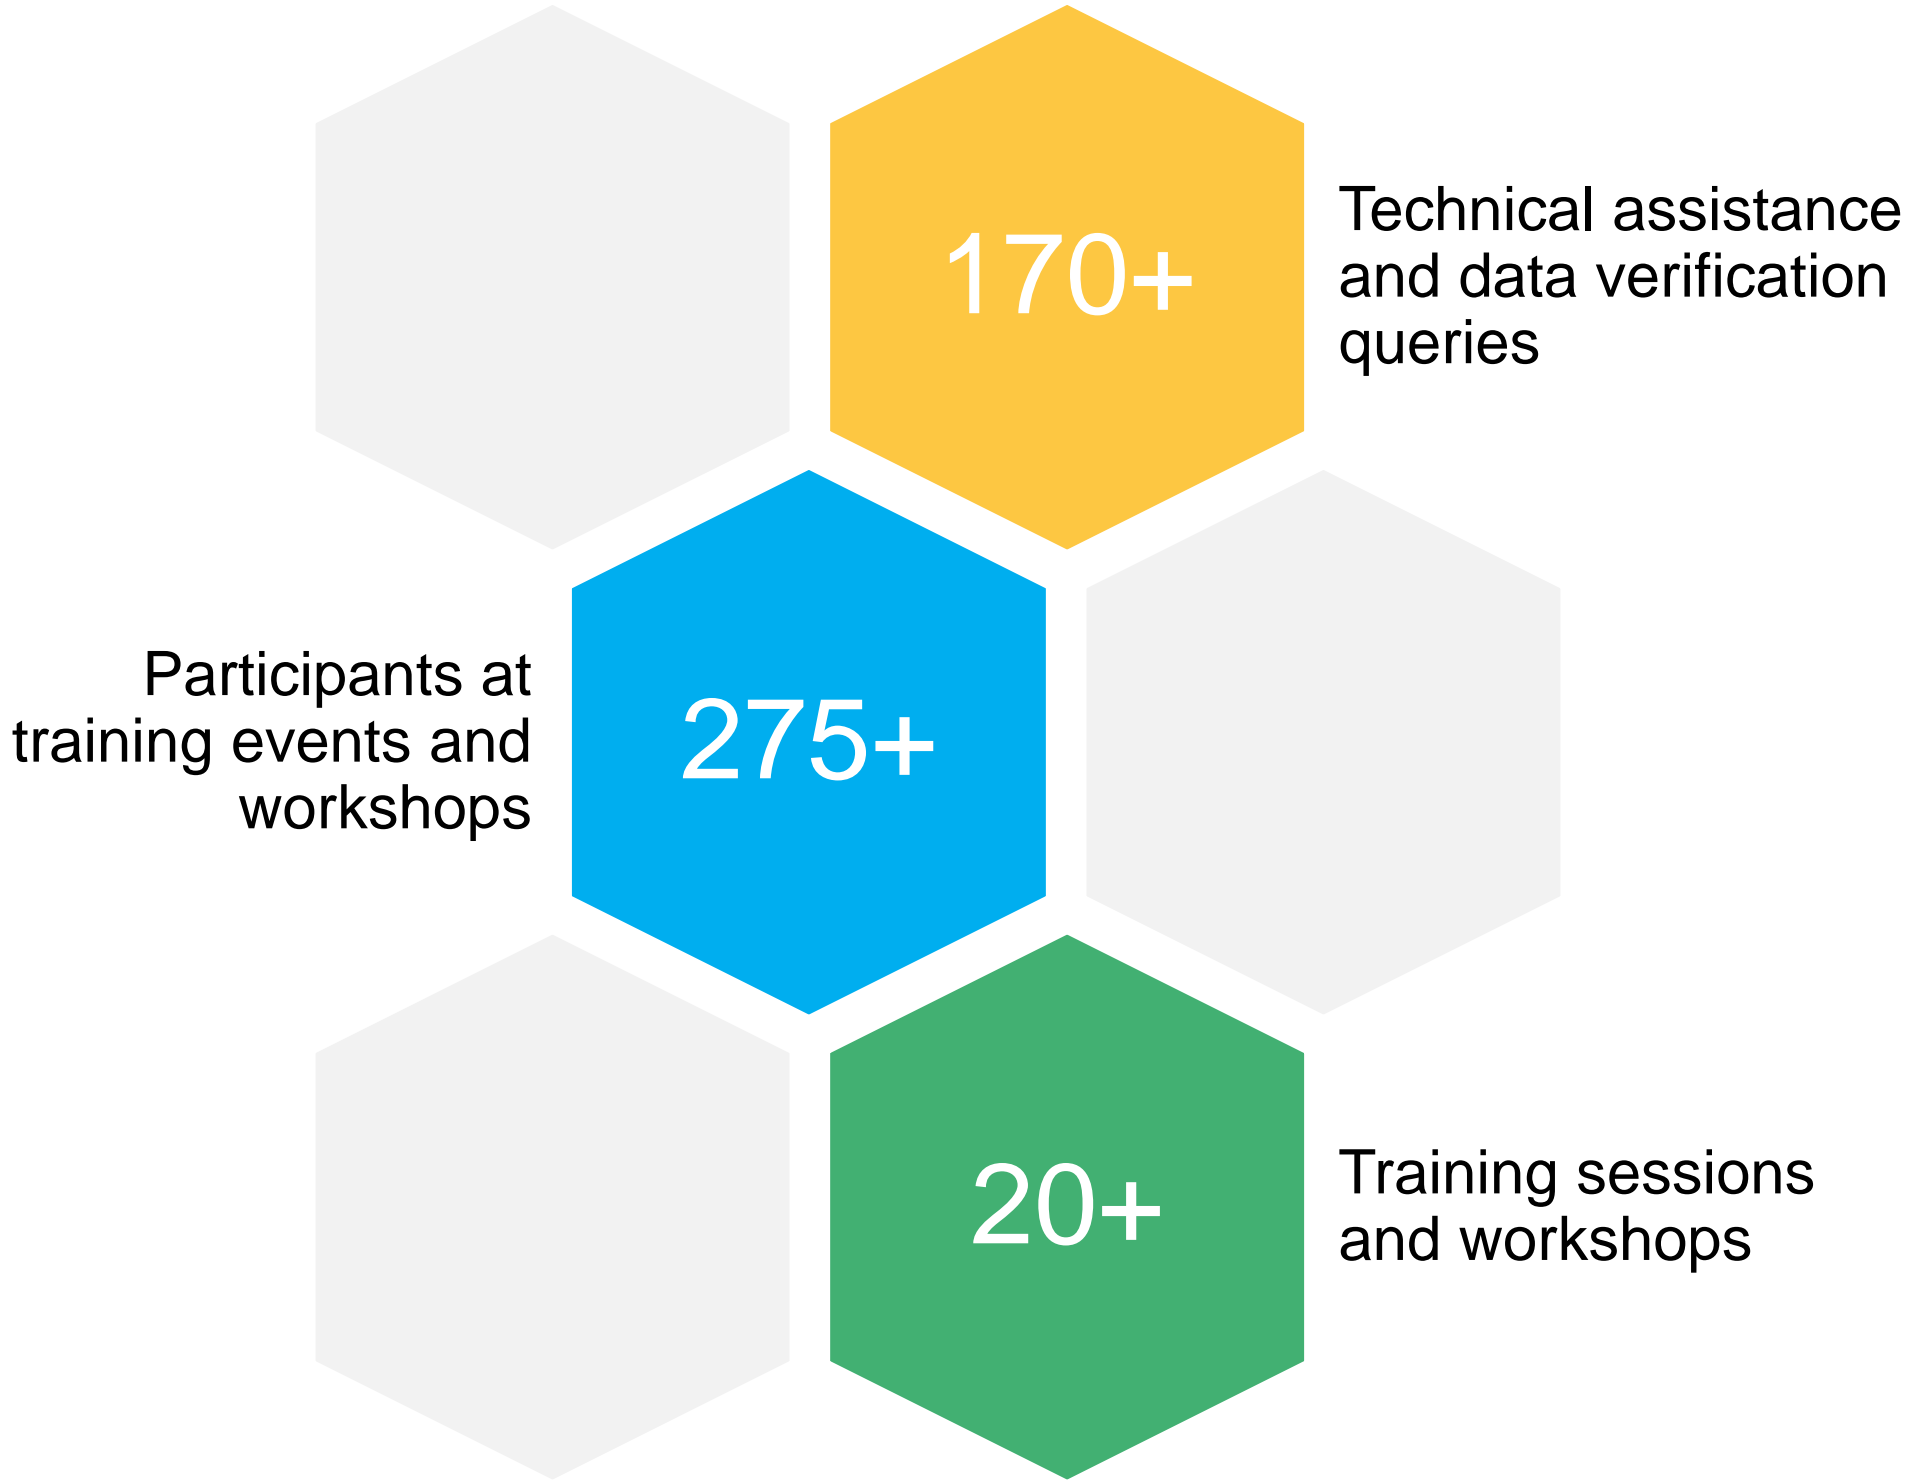 170+
Technical assistance
and data verification
queries
Participants at
training events and
workshops
275+
20+
Training sessions
and workshops